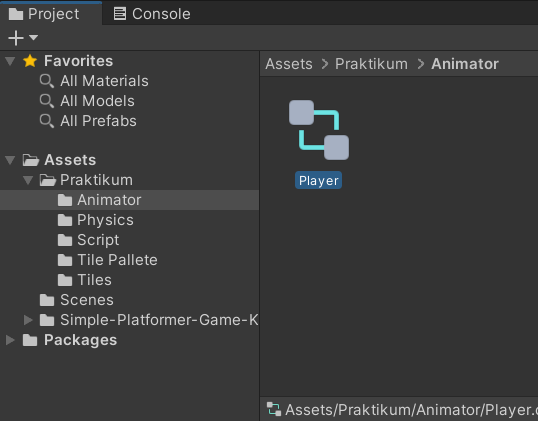 Project
Console
Favorites
All Materials
All Models
All Prefabs
Assets
Praktikum
Animator
Physics
Script
Tile Pallete
Tiles
Scenes
Simple-Platformer-Game-K
Packages
Assets > Praktikum > Animator
Player
Assets/Praktikum/Animator/Player.c